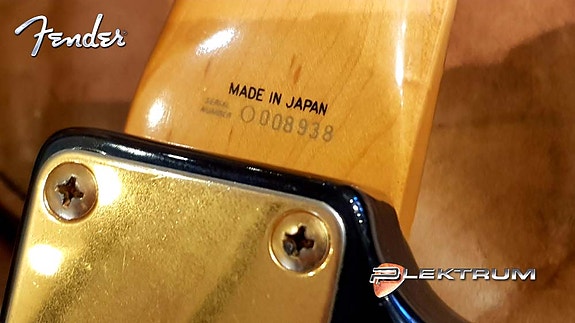 Fender
MADE IN JAPAN
SERIAL
NUMBER O008938
PLEKTRUM